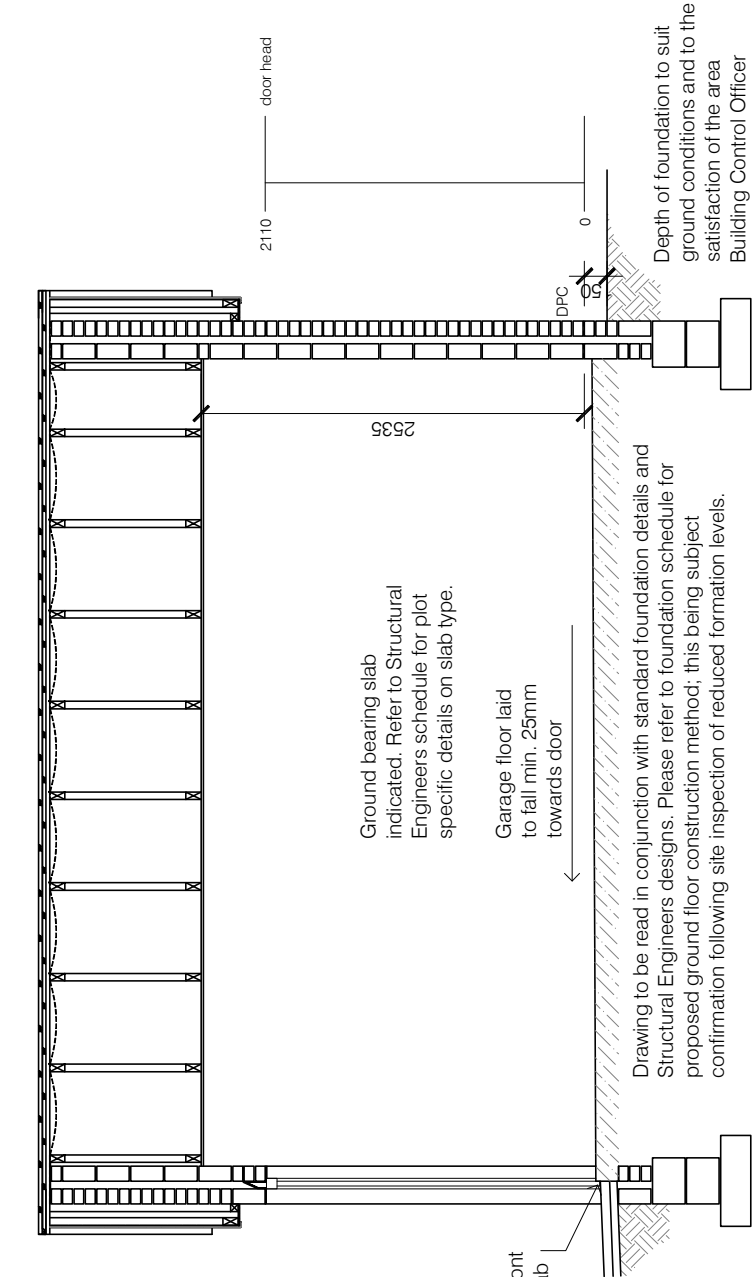 2110
door head
0
DPC
50
2535
Depth of foundation to suit
ground conditions and to the
satisfaction of the area
Building Control Officer
Ground bearing slab
indicated. Refer to Structural
Engineers schedule for plot
specific details on slab type.
Garage floor laid
to fall min. 25mm
towards door
Drawing to be read in conjunction with standard foundation details and
Structural Engineers designs. Please refer to foundation schedule for
proposed ground floor construction method; this being subject
confirmation following site inspection of reduced formation levels.